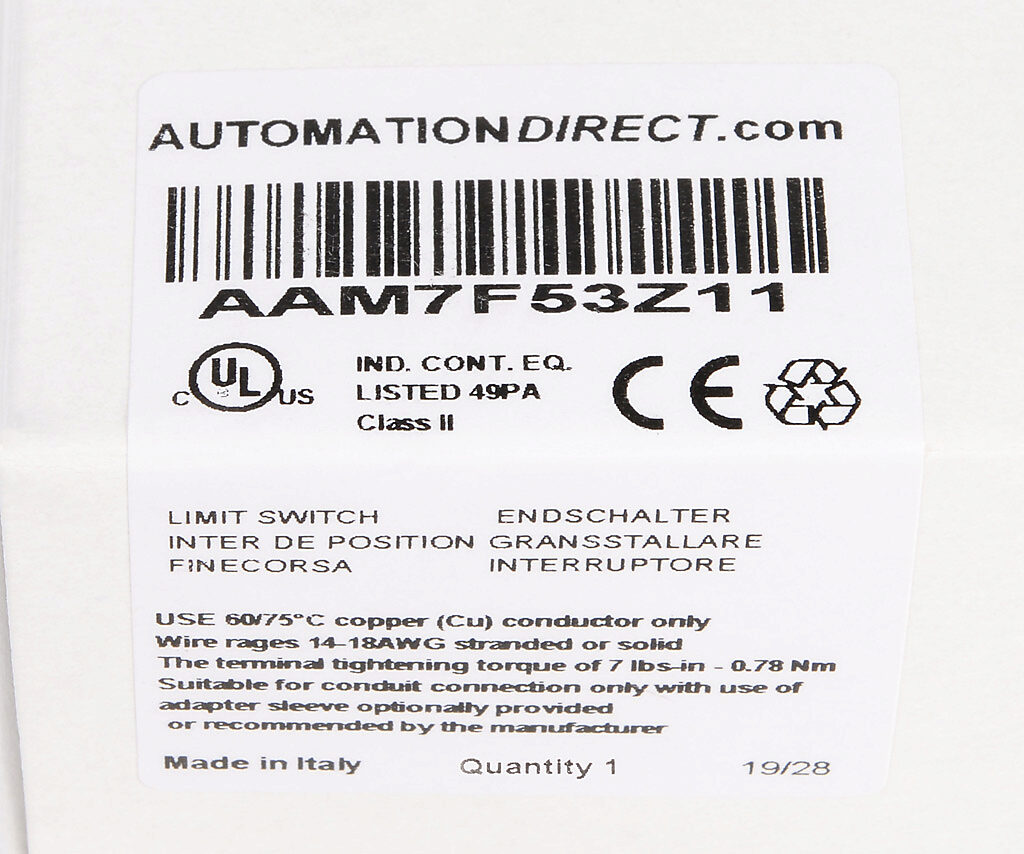 AUTOMATIONDIRECT.com
AAM7F53Z11
C UL US
IND. CONT. EQ.
LISTED 49PA
Class II
CE
LIMIT SWITCH ENDSCHALTER
INTER DE POSITION GRANSSTALLARE
FINECORSA INTERRUPTORE
USE 60/75°C copper (Cu) conductor only
Wire rages 14-18AWG stranded or solid
The terminal tightening torque of 7 lbs-in - 0.78 Nm
Suitable for conduit connection only with use of
adapter sleeve optionally provided
or recommended by the manufacturer
Made in Italy Quantity 1 19/28